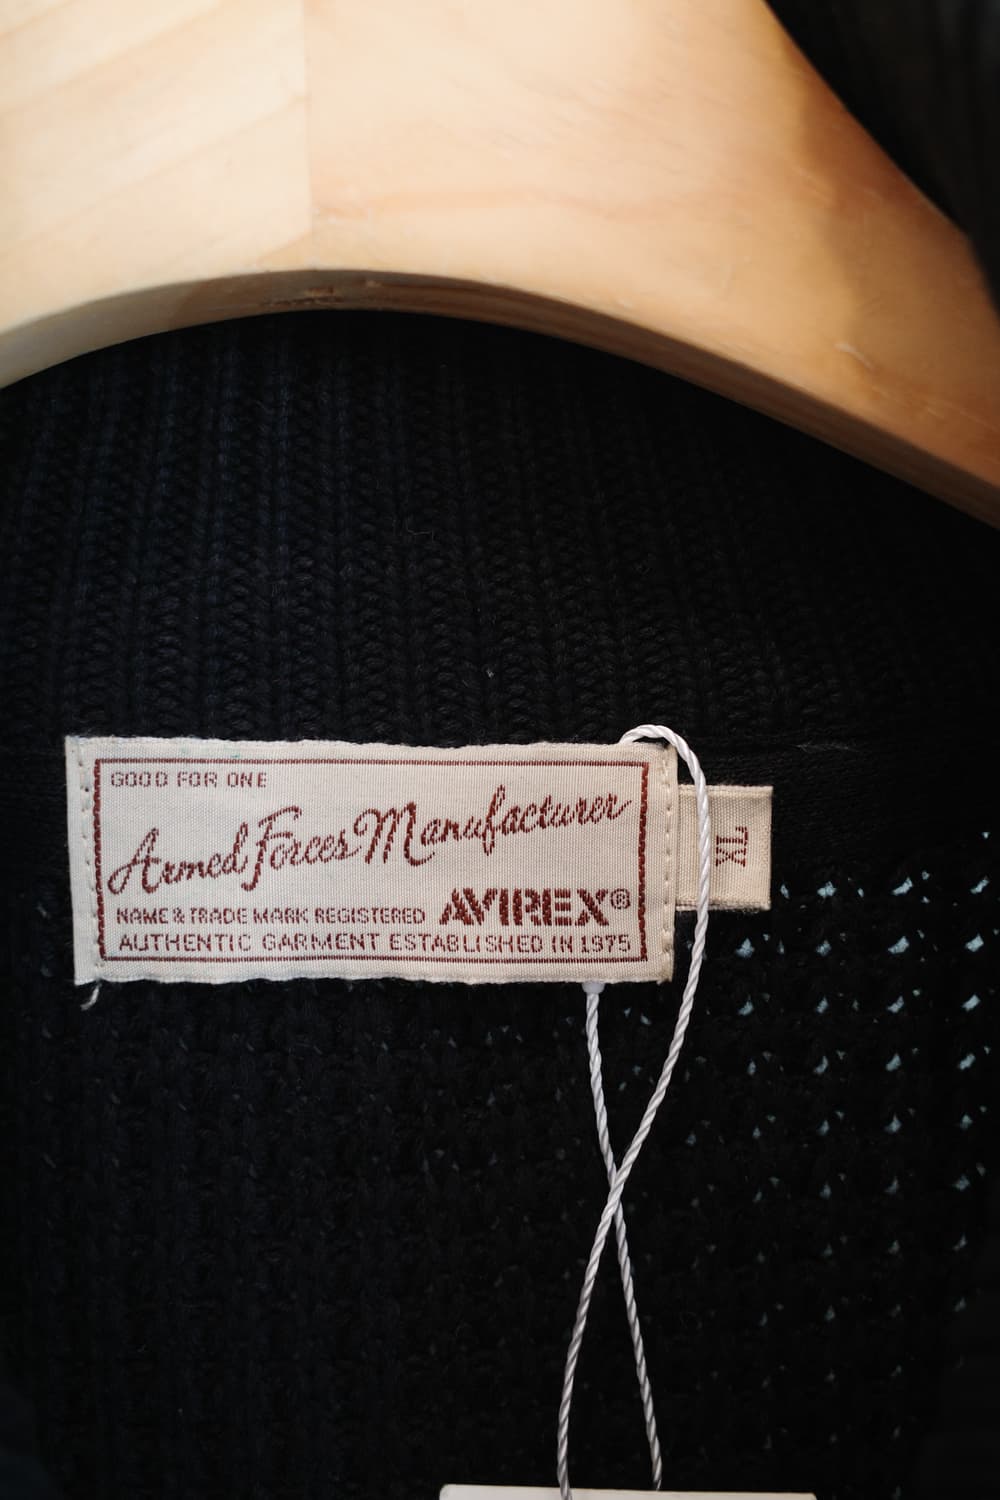 GOOD FOR ONE
Armed Forces Manufacturer
NAME & TRADE MARK REGISTERED AVIREX®
AUTHENTIC GARMENT ESTABLISHED IN 1975
XL